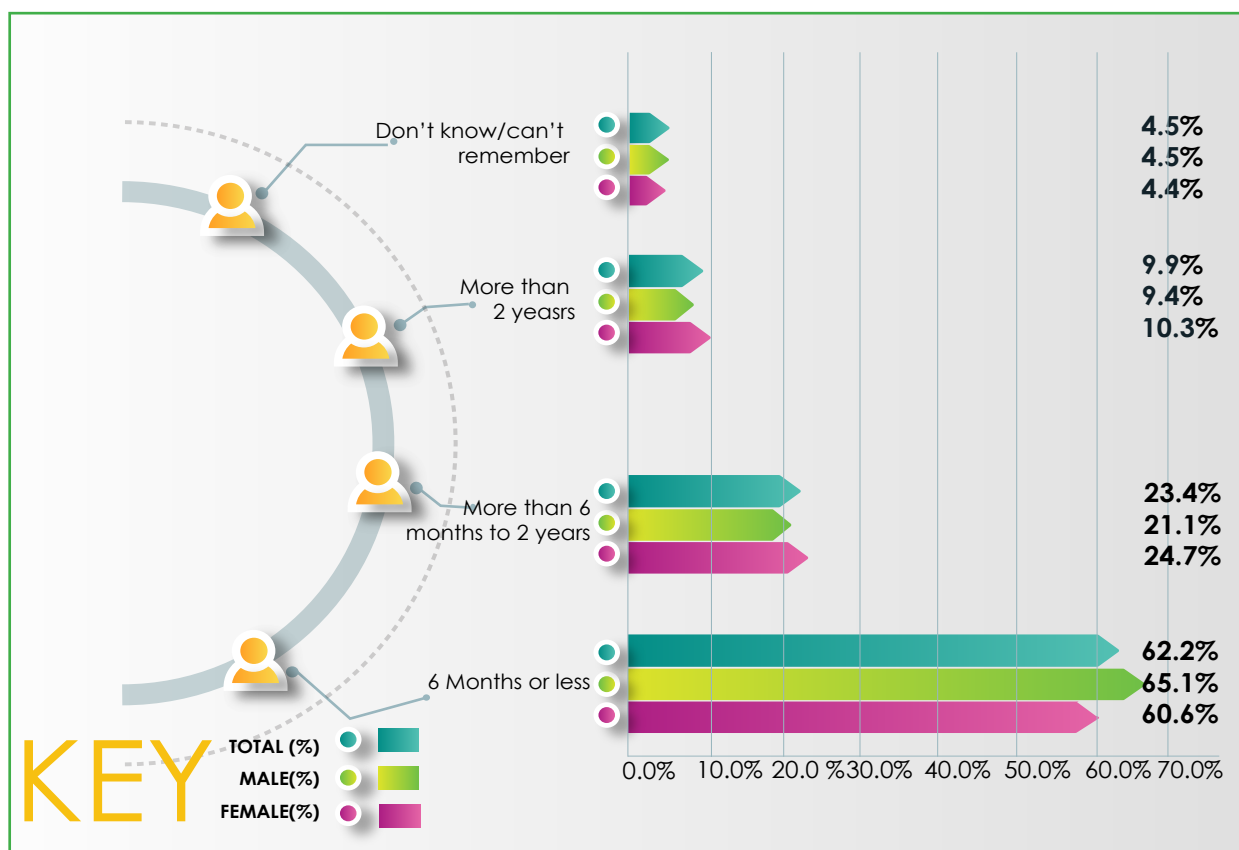 Don't know/can't
remember
4.5%
4.5%
4.4%
More than
2 yeasrs
9.9%
9.4%
10.3%
More than 6
months to 2 years
23.4%
21.1%
24.7%
6 Months or less
62.2%
65.1%
60.6%
0.0% 10.0% 20.0 %30.0% 40.0% 50.0% 60.0% 70.0%
KEY
TOTAL (%)
MALE(%)
FEMALE(%)